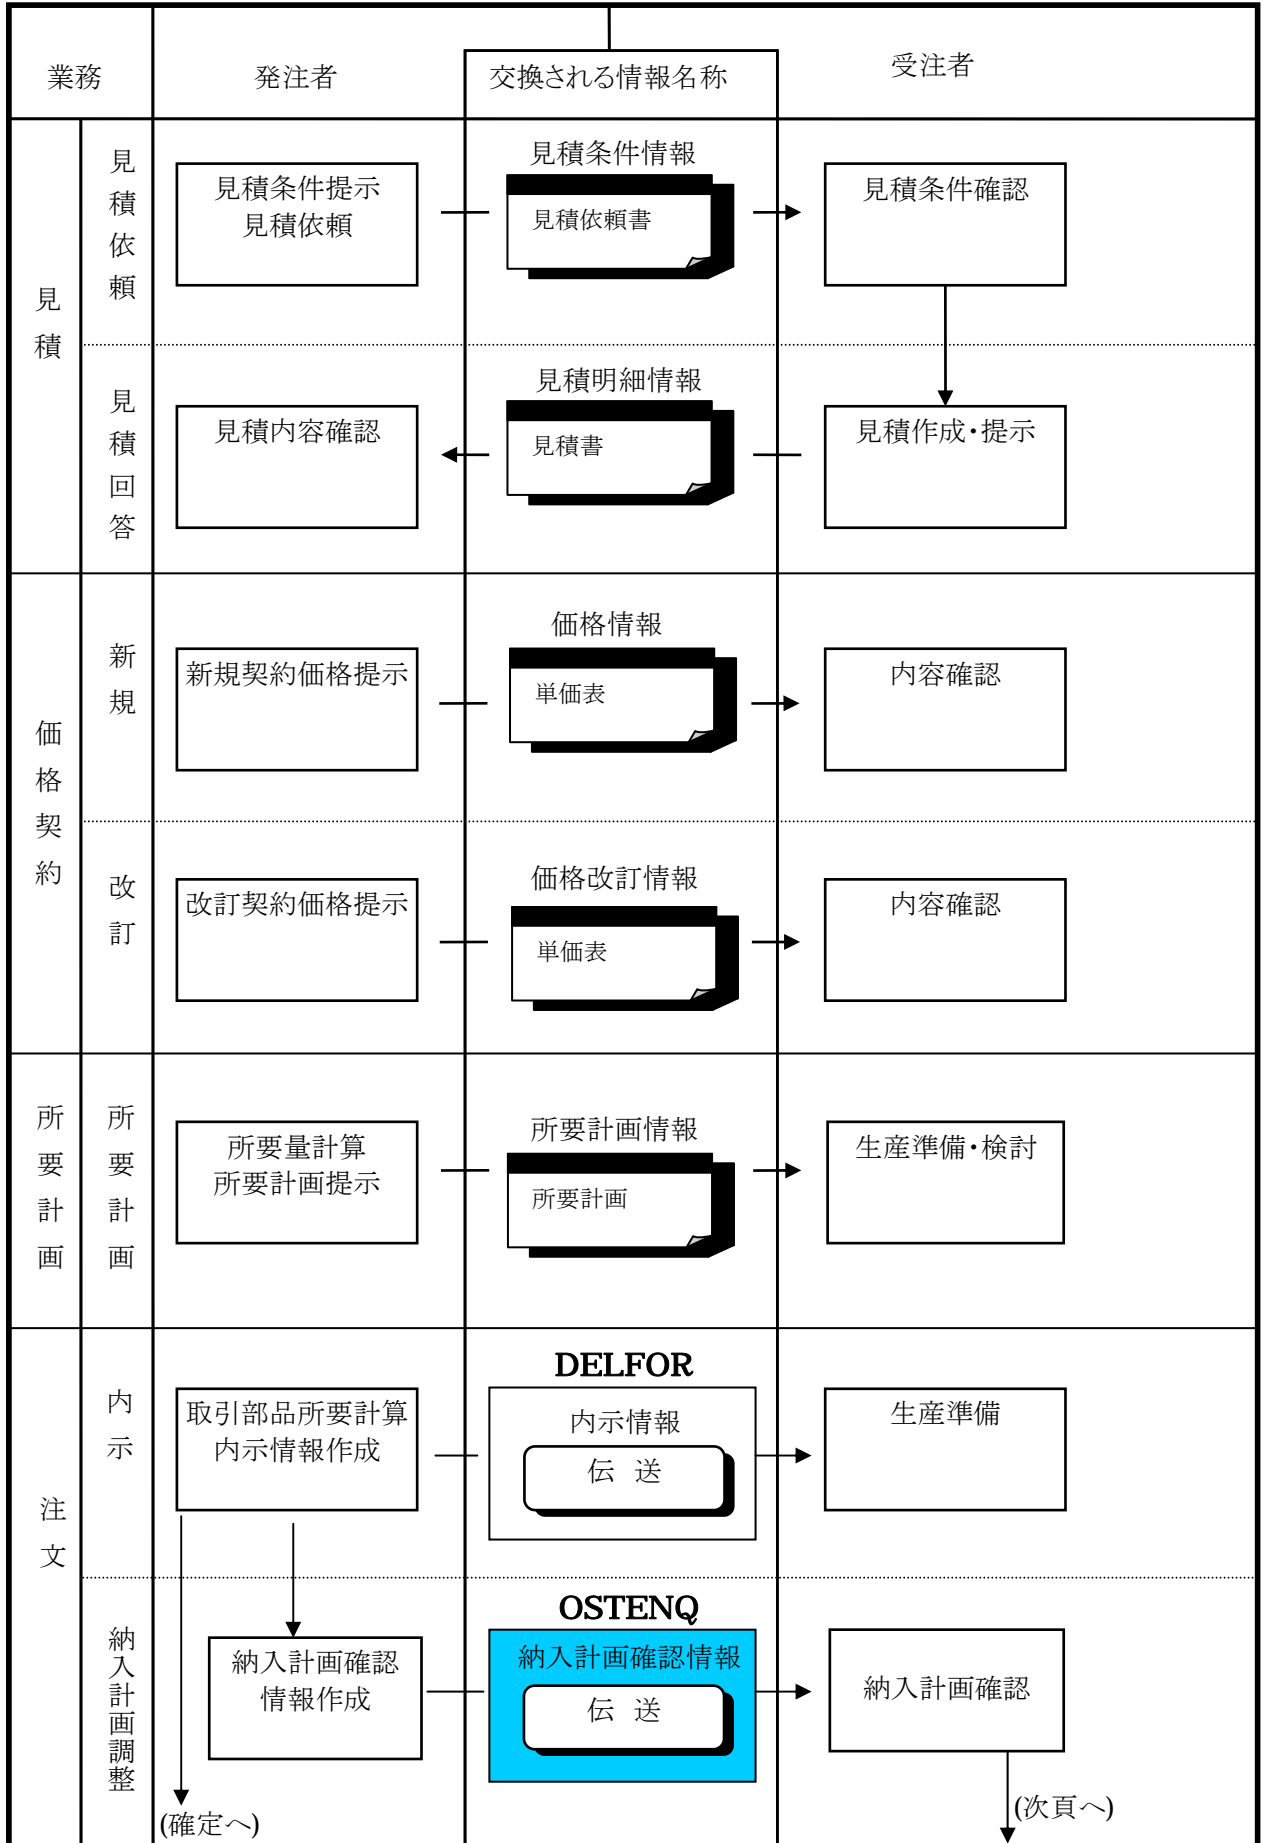 業務
発注者
交換される情報名称
受注者
見積
見積依頼
見積条件提示
見積依頼
見積条件情報
見積依頼書
見積条件確認
見積回答
見積内容確認
見積明細情報
見積書
見積作成・提示
価格契約
新規
新規契約価格提示
価格情報
単価表
内容確認
改訂
改訂契約価格提示
価格改訂情報
単価表
内容確認
所要計画
所要計画
所要量計算
所要計画提示
所要計画情報
所要計画
生産準備・検討
注文
内示
取引部品所要計算
内示情報作成
DELFOR
内示情報
伝 送
生産準備
納入計画調整
納入計画確認
情報作成
OSTENQ
納入計画確認情報
伝 送
納入計画確認
(確定へ)
(次頁へ)